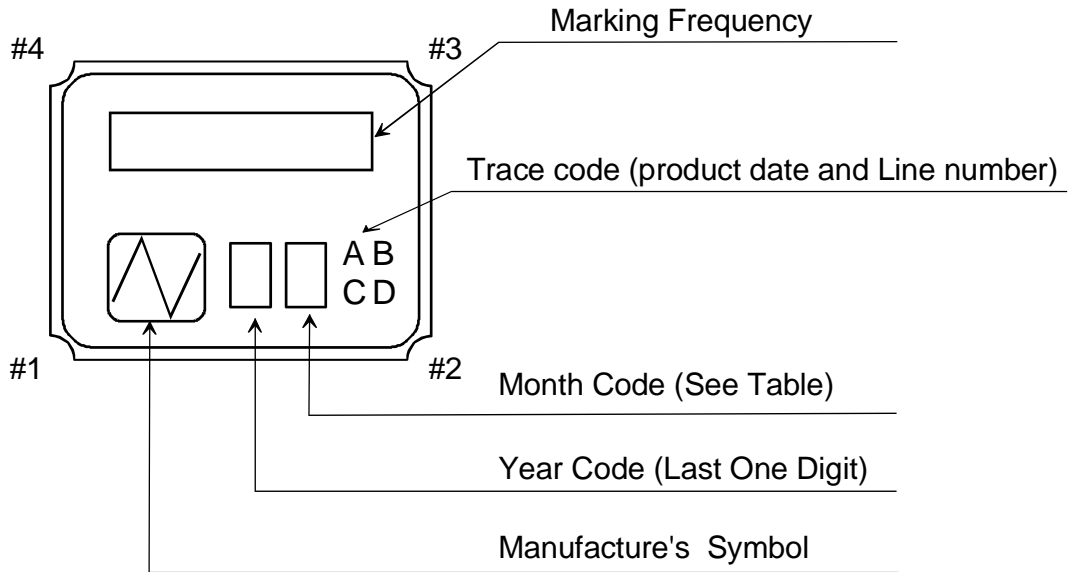 Marking Frequency
#4
#3
Trace code (product date and Line number)
A B
C D
#1
#2
Month Code (See Table)
Year Code (Last One Digit)
Manufacture's Symbol